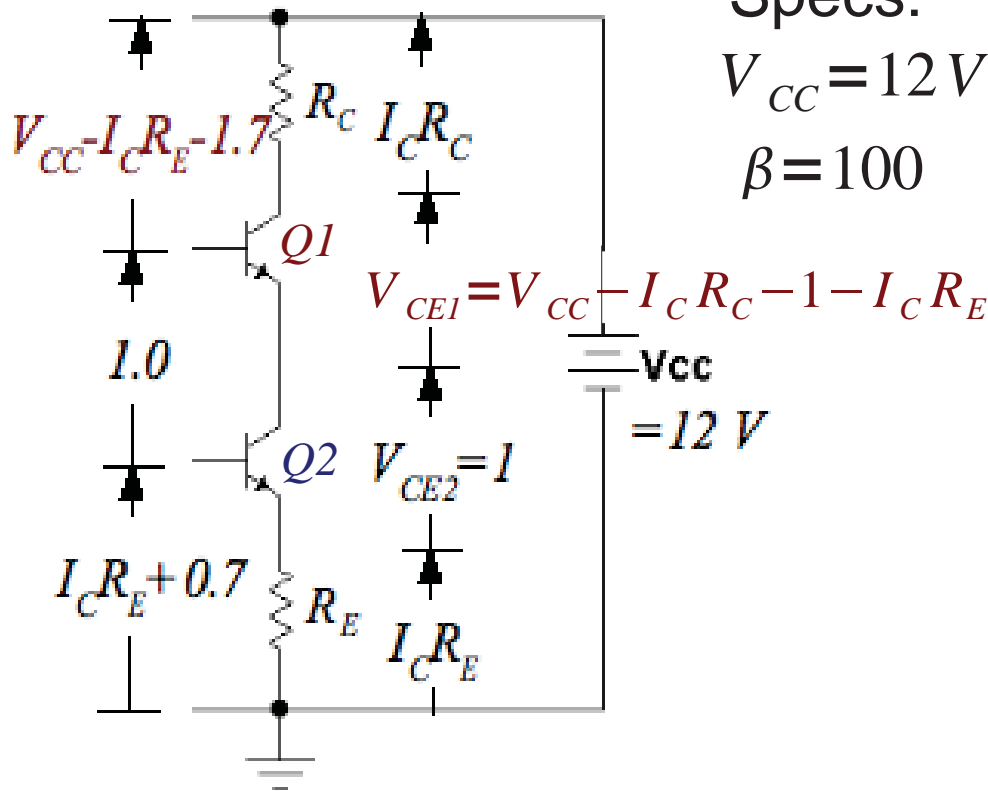 Specs:
V_CC = 12 V
β = 100
V_CC-I_CR_E-1.7
R_C
I_CR_C
Q1
V_CE1 = V_CC − I_C R_C − 1 − I_C R_E
1.0
Vcc
=12 V
Q2
V_CE2=1
I_CR_E+0.7
R_E
I_CR_E